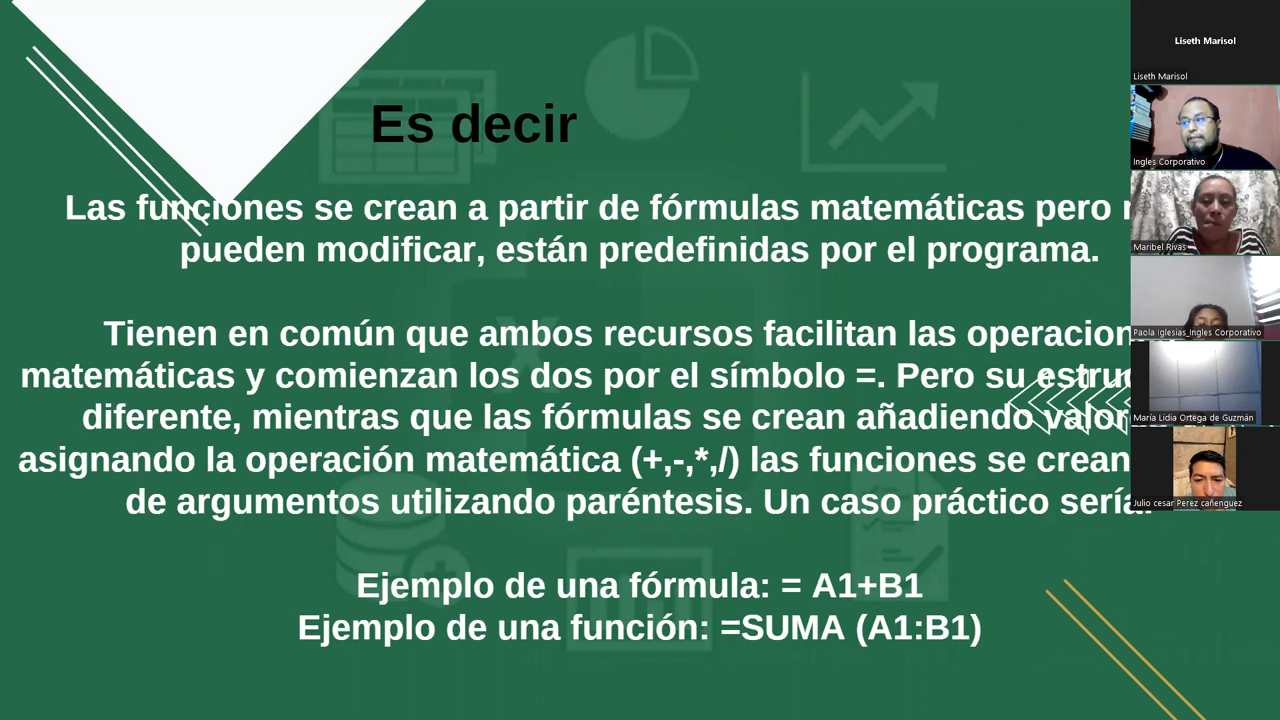 Es decir
Las funciones se crean a partir de fórmulas matemáticas pero
pueden modificar, están predefinidas por el programa.
Tienen en común que ambos recursos facilitan las
matemáticas y comienzan los dos por el símbolo =. Pero su
diferente, mientras que las fórmulas se crean añadiendo
asignando la operación matemática (+,-,*,/) las funciones se crean
de argumentos utilizando paréntesis. Un caso práctico sería:
Ejemplo de una fórmula: = A1+B1
Ejemplo de una función: =SUMA (A1:B1)
Liseth Marisol
Liseth Marisol
Ingles Corporativo
Maribel Rivas
Paola Iglesias_Ingles Corporativo
María Lidia Ortega de Guzmán
Julio cesar Perez cañenguez